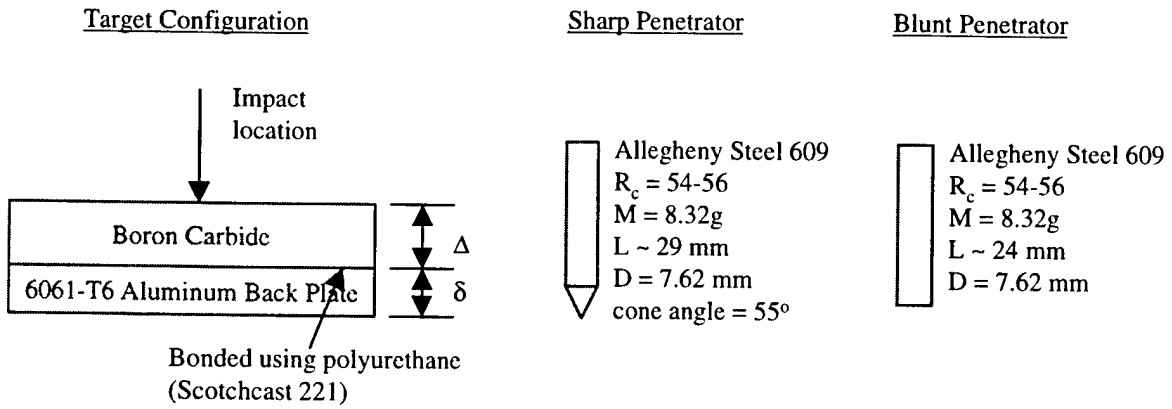 Target Configuration
Impact
location
Boron Carbide
Δ
6061-T6 Aluminum Back Plate
δ
Bonded using polyurethane
(Scotchcast 221)
Sharp Penetrator
Allegheny Steel 609
Rc = 54-56
M = 8.32g
L ~ 29 mm
D = 7.62 mm
cone angle = 55º
Blunt Penetrator
Allegheny Steel 609
Rc = 54-56
M = 8.32g
L ~ 24 mm
D = 7.62 mm